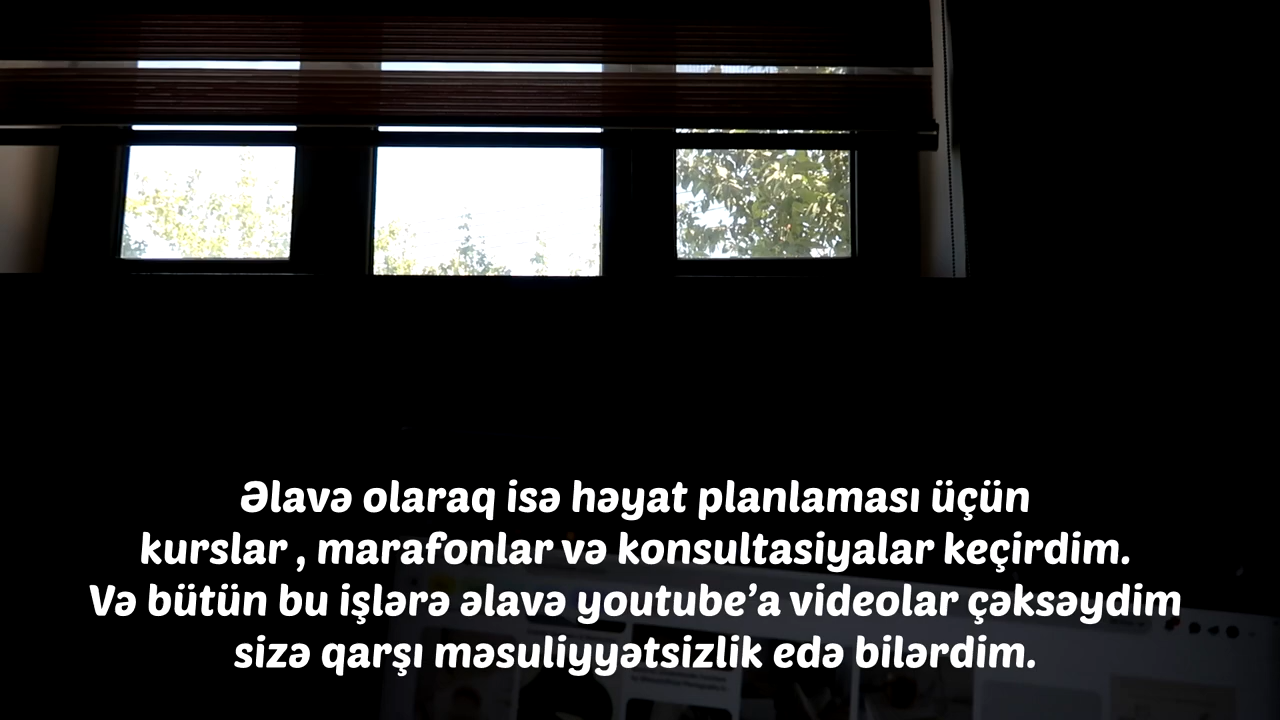 Əlavə olaraq isə həyat planlaması üçün
kurslar , marafonlar və konsultasiyalar keçirdim.
Və bütün bu işlərə əlavə youtube’a videolar çəksəydim
sizə qarşı məsuliyyətsizlik edə bilərdim.